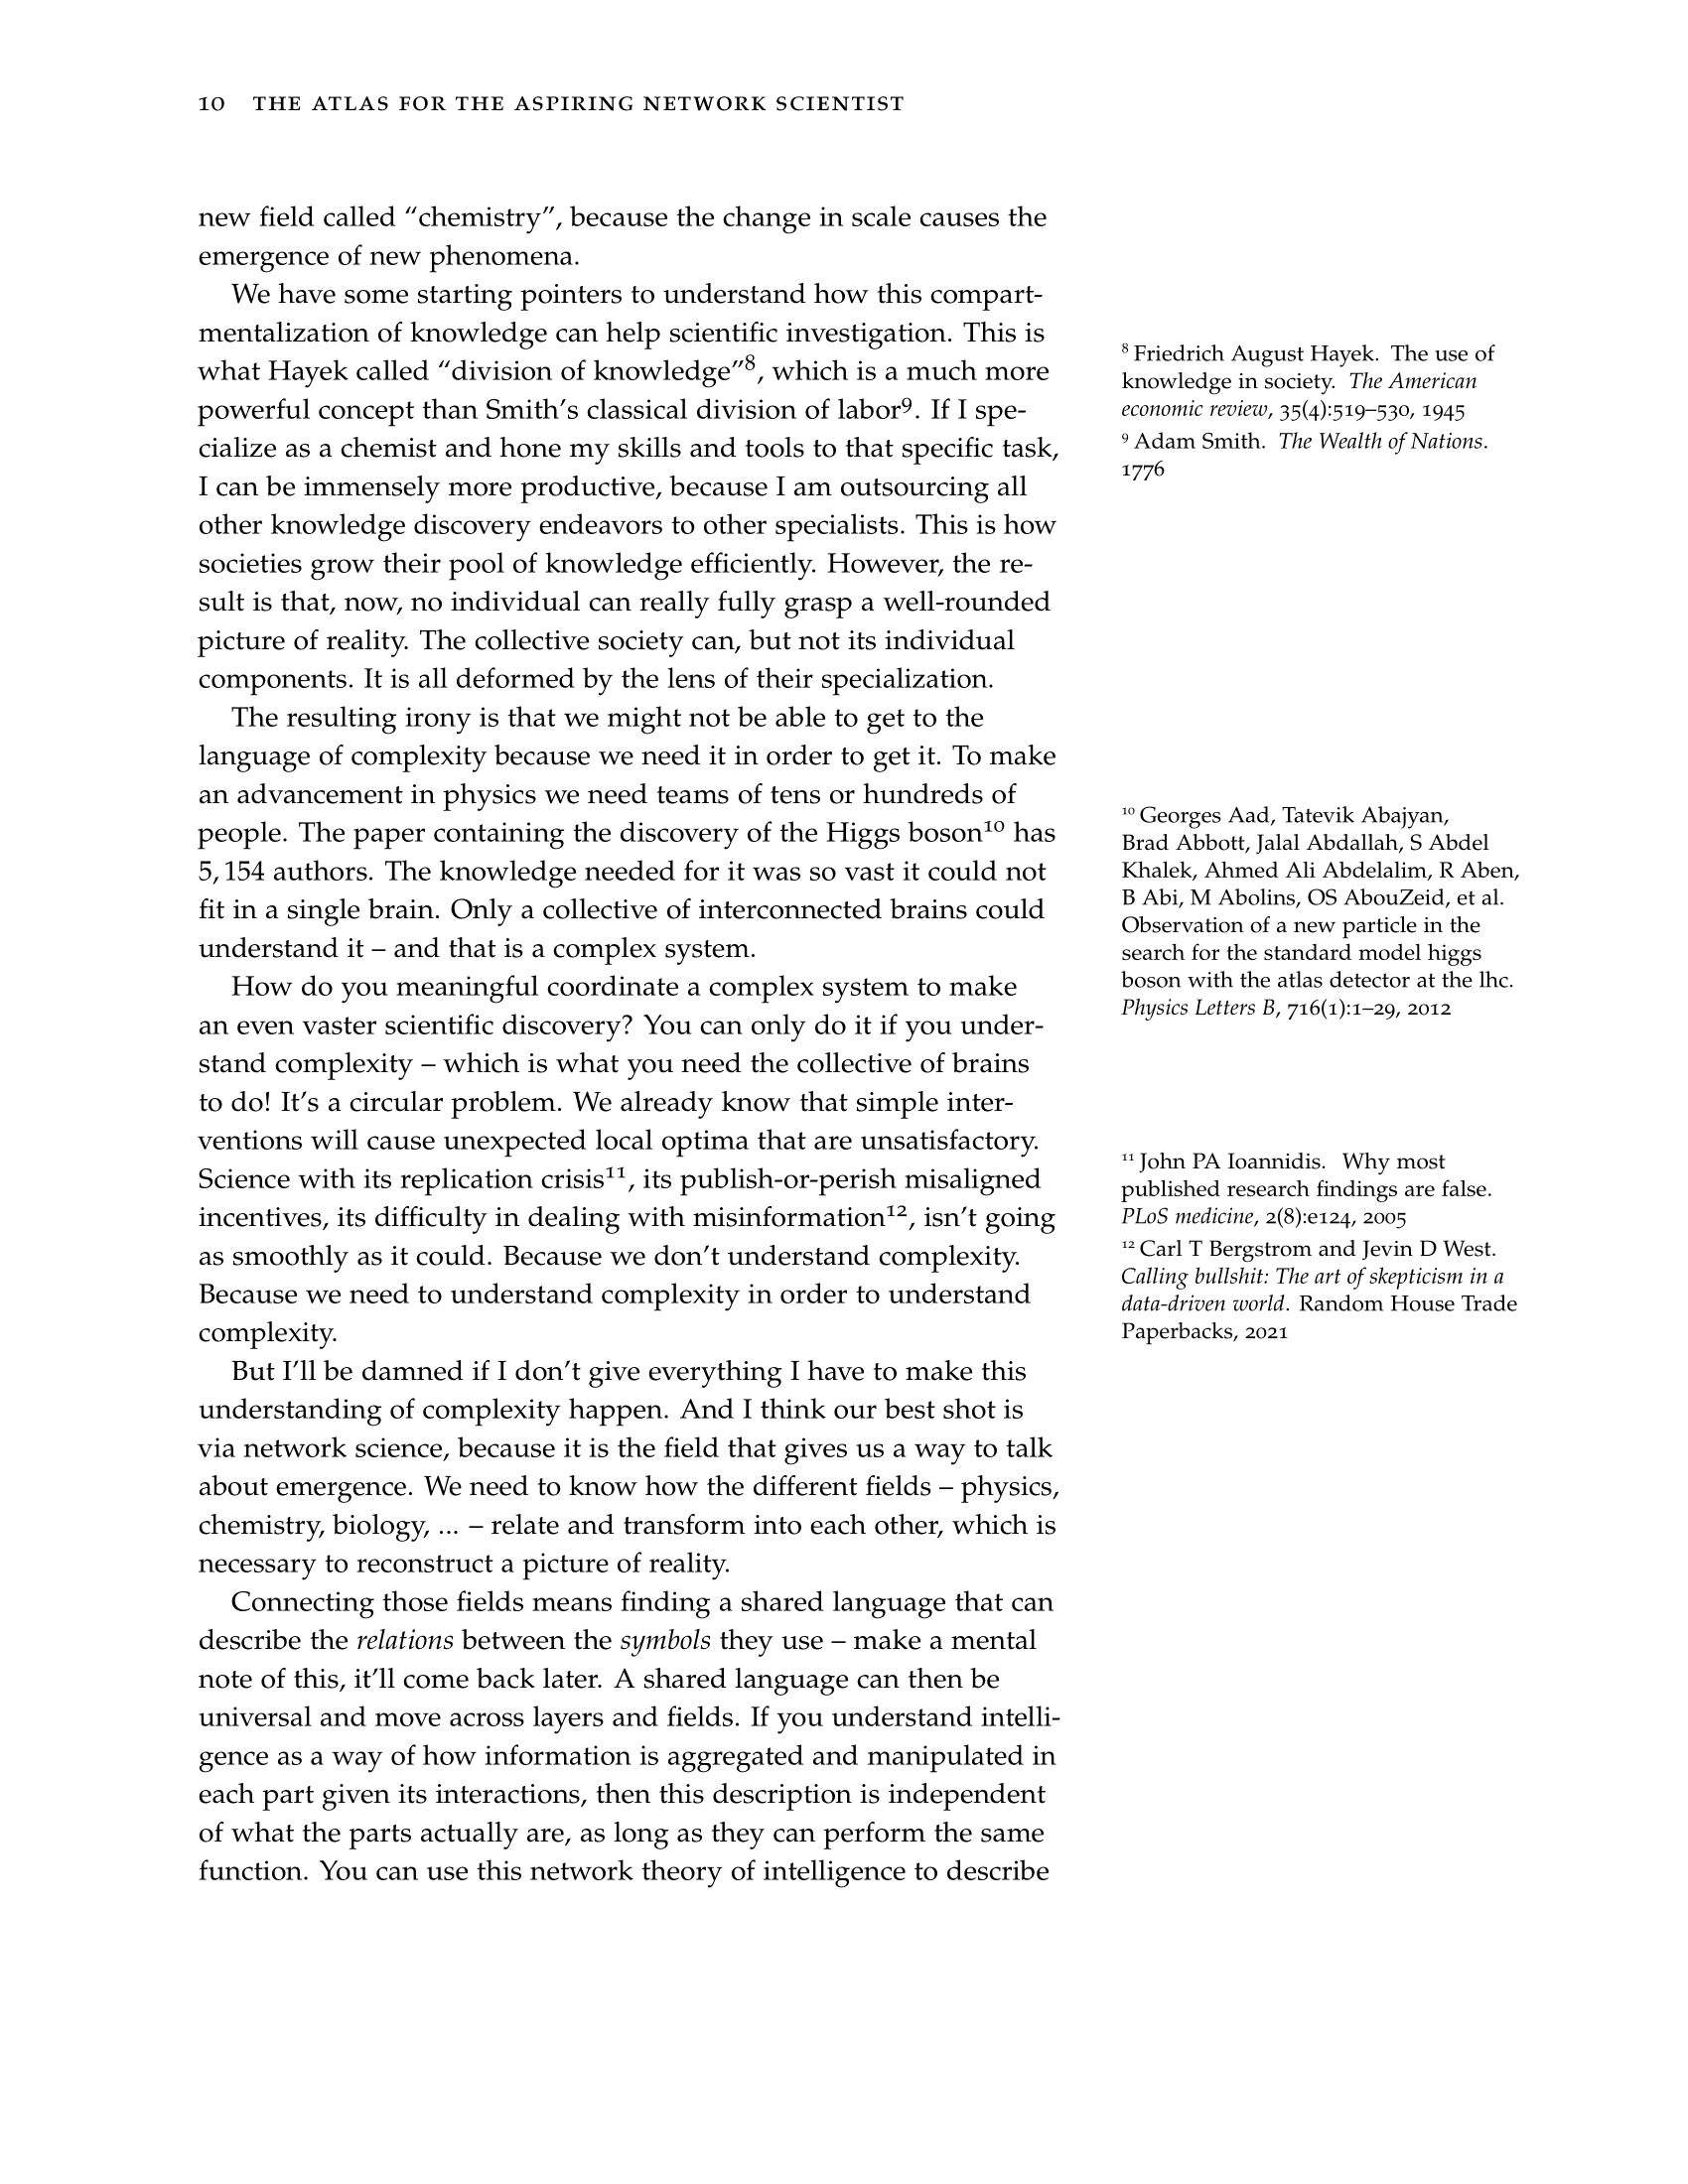 10 THE ATLAS FOR THE ASPIRING NETWORK SCIENTIST
new field called “chemistry”, because the change in scale causes the
emergence of new phenomena.
We have some starting pointers to understand how this compart-
mentalization of knowledge can help scientific investigation. This is
what Hayek called “division of knowledge”⁸, which is a much more
powerful concept than Smith’s classical division of labor⁹. If I spe-
cialize as a chemist and hone my skills and tools to that specific task,
I can be immensely more productive, because I am outsourcing all
other knowledge discovery endeavors to other specialists. This is how
societies grow their pool of knowledge efficiently. However, the re-
sult is that, now, no individual can really fully grasp a well-rounded
picture of reality. The collective society can, but not its individual
components. It is all deformed by the lens of their specialization.
The resulting irony is that we might not be able to get to the
language of complexity because we need it in order to get it. To make
an advancement in physics we need teams of tens or hundreds of
people. The paper containing the discovery of the Higgs boson¹⁰ has
5, 154 authors. The knowledge needed for it was so vast it could not
fit in a single brain. Only a collective of interconnected brains could
understand it – and that is a complex system.
How do you meaningful coordinate a complex system to make
an even vaster scientific discovery? You can only do it if you under-
stand complexity – which is what you need the collective of brains
to do! It’s a circular problem. We already know that simple inter-
ventions will cause unexpected local optima that are unsatisfactory.
Science with its replication crisis¹¹, its publish-or-perish misaligned
incentives, its difficulty in dealing with misinformation¹², isn’t going
as smoothly as it could. Because we don’t understand complexity.
Because we need to understand complexity in order to understand
complexity.
But I’ll be damned if I don’t give everything I have to make this
understanding of complexity happen. And I think our best shot is
via network science, because it is the field that gives us a way to talk
about emergence. We need to know how the different fields – physics,
chemistry, biology, ... – relate and transform into each other, which is
necessary to reconstruct a picture of reality.
Connecting those fields means finding a shared language that can
describe the relations between the symbols they use – make a mental
note of this, it’ll come back later. A shared language can then be
universal and move across layers and fields. If you understand intelli-
gence as a way of how information is aggregated and manipulated in
each part given its interactions, then this description is independent
of what the parts actually are, as long as they can perform the same
function. You can use this network theory of intelligence to describe
⁸ Friedrich August Hayek. The use of
knowledge in society. The American
economic review, 35(4):519–530, 1945
⁹ Adam Smith. The Wealth of Nations.
1776
¹⁰ Georges Aad, Tatevik Abajyan,
Brad Abbott, Jalal Abdallah, S Abdel
Khalek, Ahmed Ali Abdelalim, R Aben,
B Abi, M Abolins, OS AbouZeid, et al.
Observation of a new particle in the
search for the standard model higgs
boson with the atlas detector at the lhc.
Physics Letters B, 716(1):1–29, 2012
¹¹ John PA Ioannidis. Why most
published research findings are false.
PLoS medicine, 2(8):e124, 2005
¹² Carl T Bergstrom and Jevin D West.
Calling bullshit: The art of skepticism in a
data-driven world. Random House Trade
Paperbacks, 2021